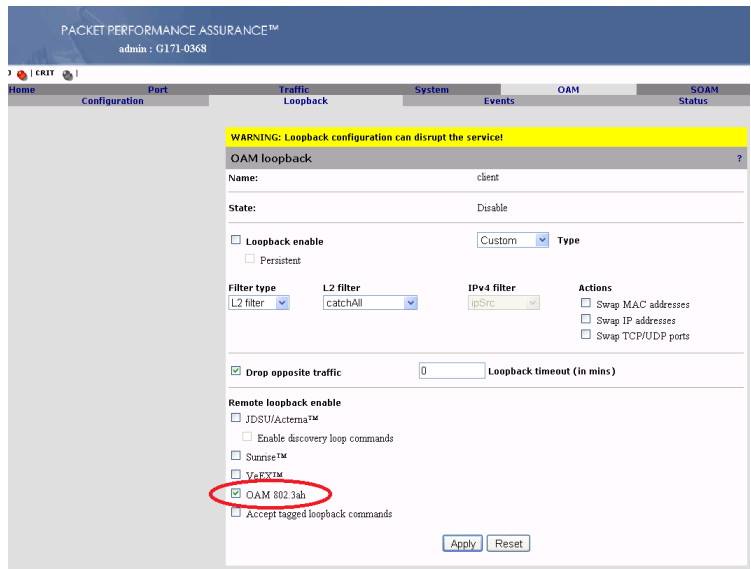 PACKET PERFORMANCE ASSURANCE™
admin : G171-0368
| CRIT |
Home Port Traffic System OAM SOAM
Configuration Loopback Events Status
WARNING: Loopback configuration can disrupt the service!
OAM loopback ?
Name: client
State: Disable
Loopback enable Custom Type
Persistent
Filter type L2 filter IPv4 filter Actions
L2 filter catchAll ipSrc Swap MAC addresses
Swap IP addresses
Swap TCP/UDP ports
Drop opposite traffic 0 Loopback timeout (in mins)
Remote loopback enable
JDSU/Acterna™
Enable discovery loop commands
Sunrise™
VeEX™
OAM 802.3ah
Accept tagged loopback commands
Apply Reset